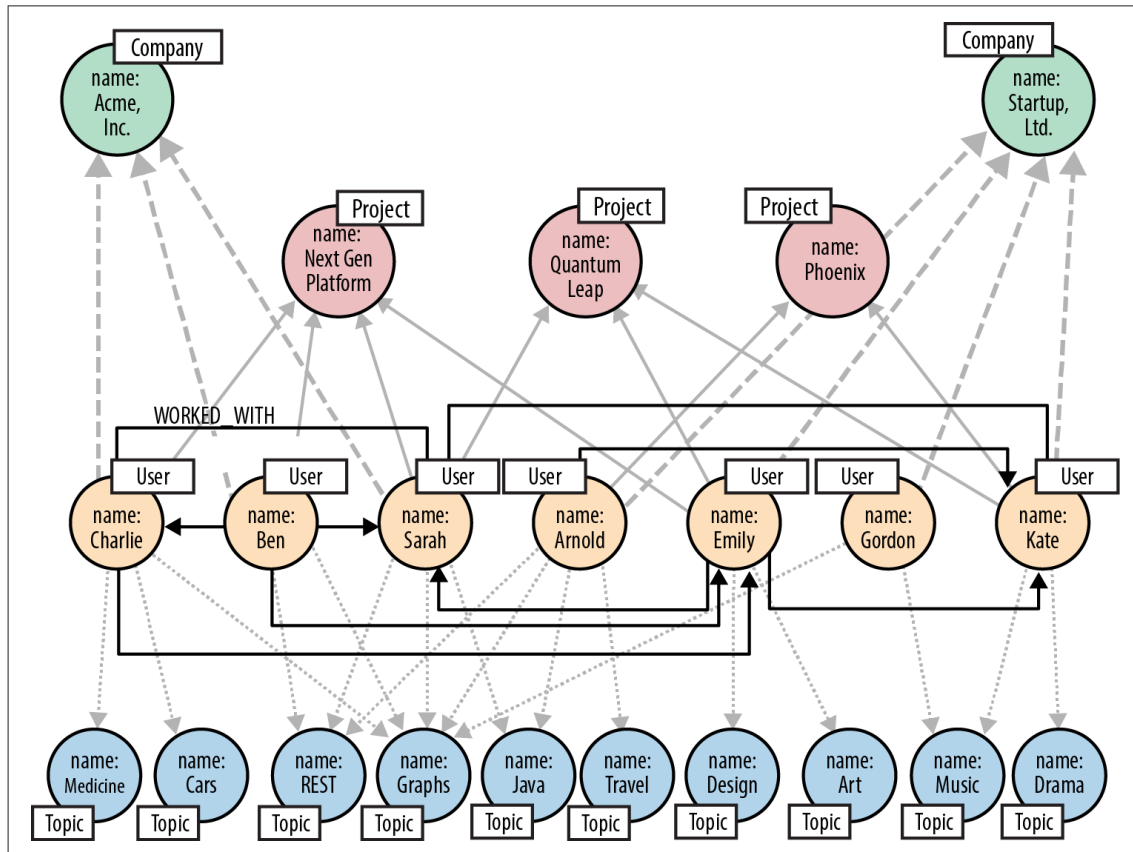 Company
name:
Acme,
Inc.
Company
name:
Startup,
Ltd.
Project
name:
Next Gen
Platform
Project
name:
Quantum
Leap
Project
name:
Phoenix
WORKED_WITH
User
name:
Charlie
User
name:
Ben
User
name:
Sarah
User
name:
Arnold
User
name:
Emily
User
name:
Gordon
User
name:
Kate
name:
Medicine
Topic
name:
Cars
Topic
name:
REST
Topic
name:
Graphs
Topic
name:
Java
Topic
name:
Travel
Topic
name:
Design
Topic
name:
Art
Topic
name:
Music
Topic
name:
Drama
Topic